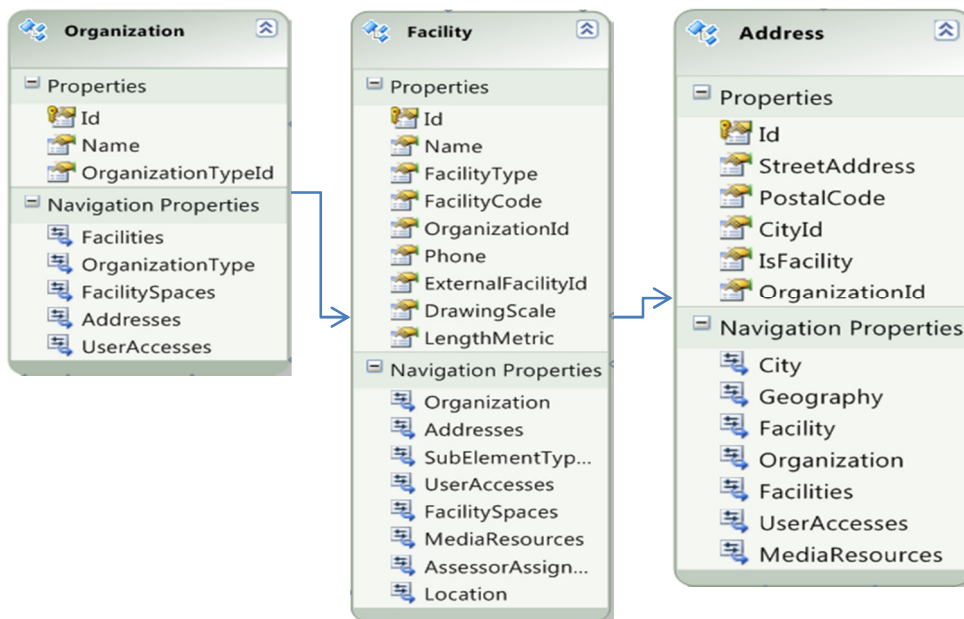 Organization
Properties
Id
Name
OrganizationTypeId
Navigation Properties
Facilities
OrganizationType
FacilitySpaces
Addresses
UserAccesses
Facility
Properties
Id
Name
FacilityType
FacilityCode
OrganizationId
Phone
ExternalFacilityId
DrawingScale
LengthMetric
Navigation Properties
Organization
Addresses
SubElementTyp...
UserAccesses
FacilitySpaces
MediaResources
AssessorAssign...
Location
Address
Properties
Id
StreetAddress
PostalCode
CityId
IsFacility
OrganizationId
Navigation Properties
City
Geography
Facility
Organization
Facilities
UserAccesses
MediaResources